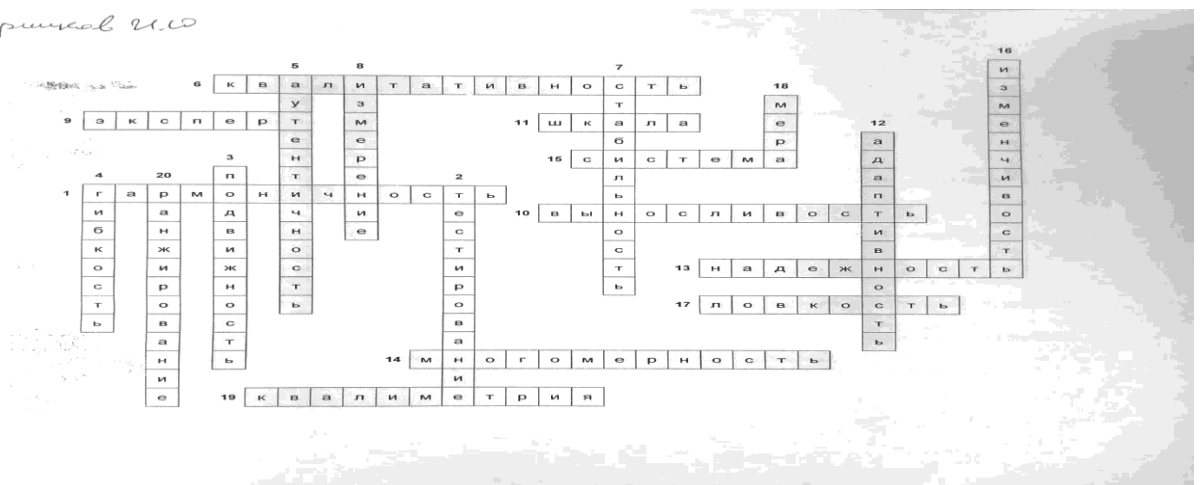 16 изменчивость
5 аутентичность
8 измерение
7 стабильность
6 квалитативность
18 мера
9 эксперт
11 шкала
12 адаптивность
15 система
3 подвижность
4 гибкость
20 ранжирование
2 тестирование
1 гармоничность
10 выносливость
13 надежность
17 ловкость
14 многомерность
19 квалиметрия